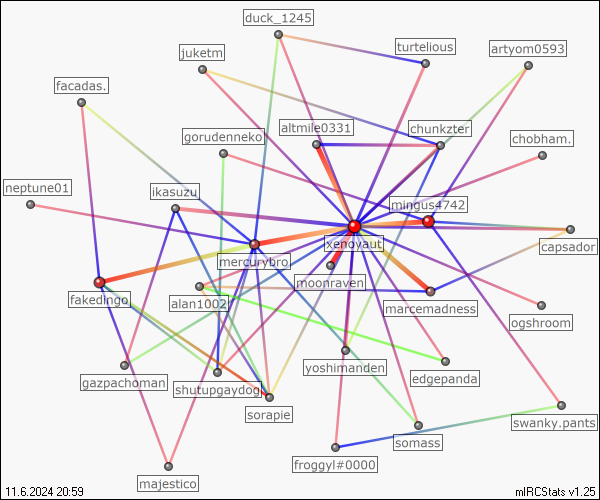 duck_1245
juketm
turtelious
artyom0593
facadas.
altmile0331
chunkzter
gorudenneko
chobham.
neptune01
ikasuzu
mingus4742
xenoyaut
capsador
mercurybro
moonraven
fakedingo
alan1002
marcemadness
ogshroom
yoshimanden
edgepanda
gazpachoman
shutupgaydog
sorapie
swanky.pants
somass
froggyl#0000
majestico
11.6.2024 20:59
mIRCStats v1.25